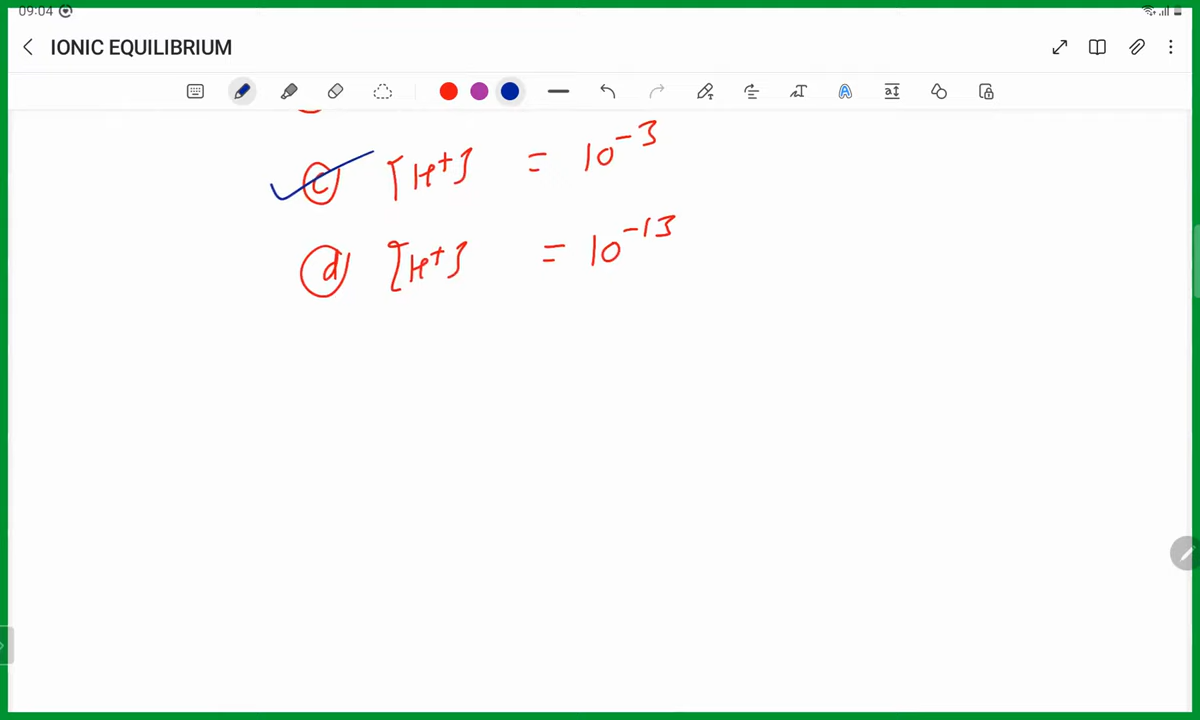 09:04
IONIC EQUILIBRIUM
(c) [H⁺] = 10⁻³
(d) [H⁺] = 10⁻¹³